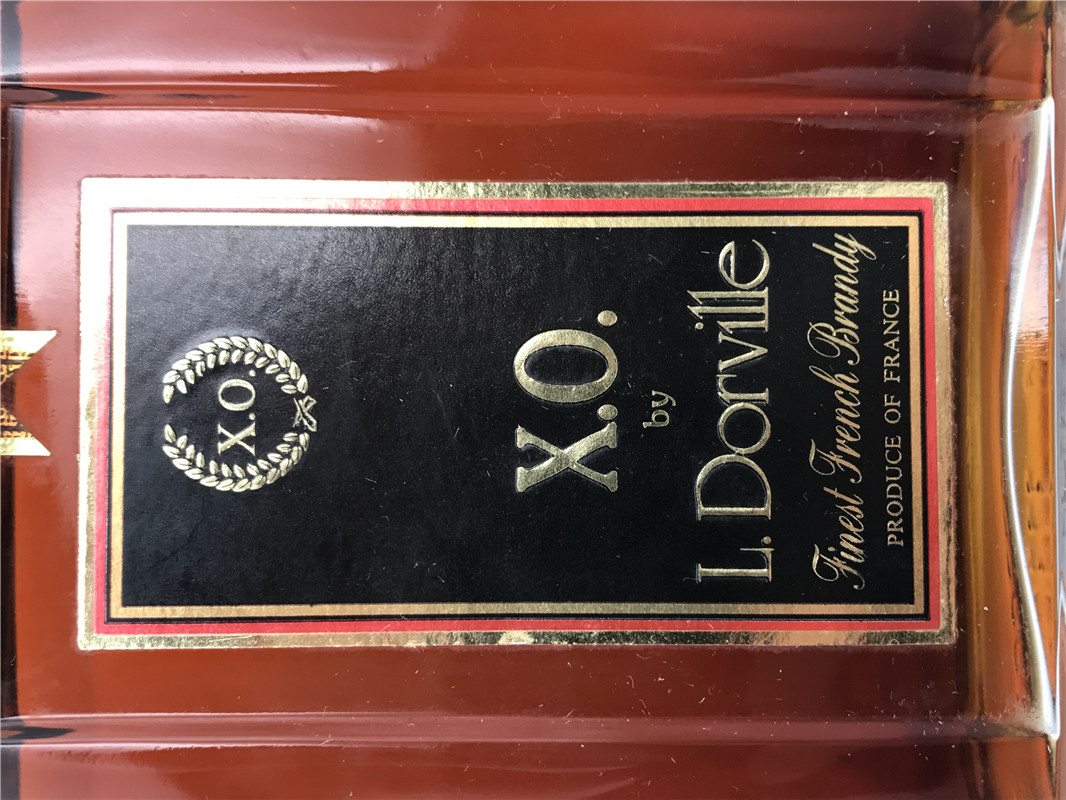 X.O.
X.O.
by
L. Dorville
Finest French Brandy
PRODUCE OF FRANCE